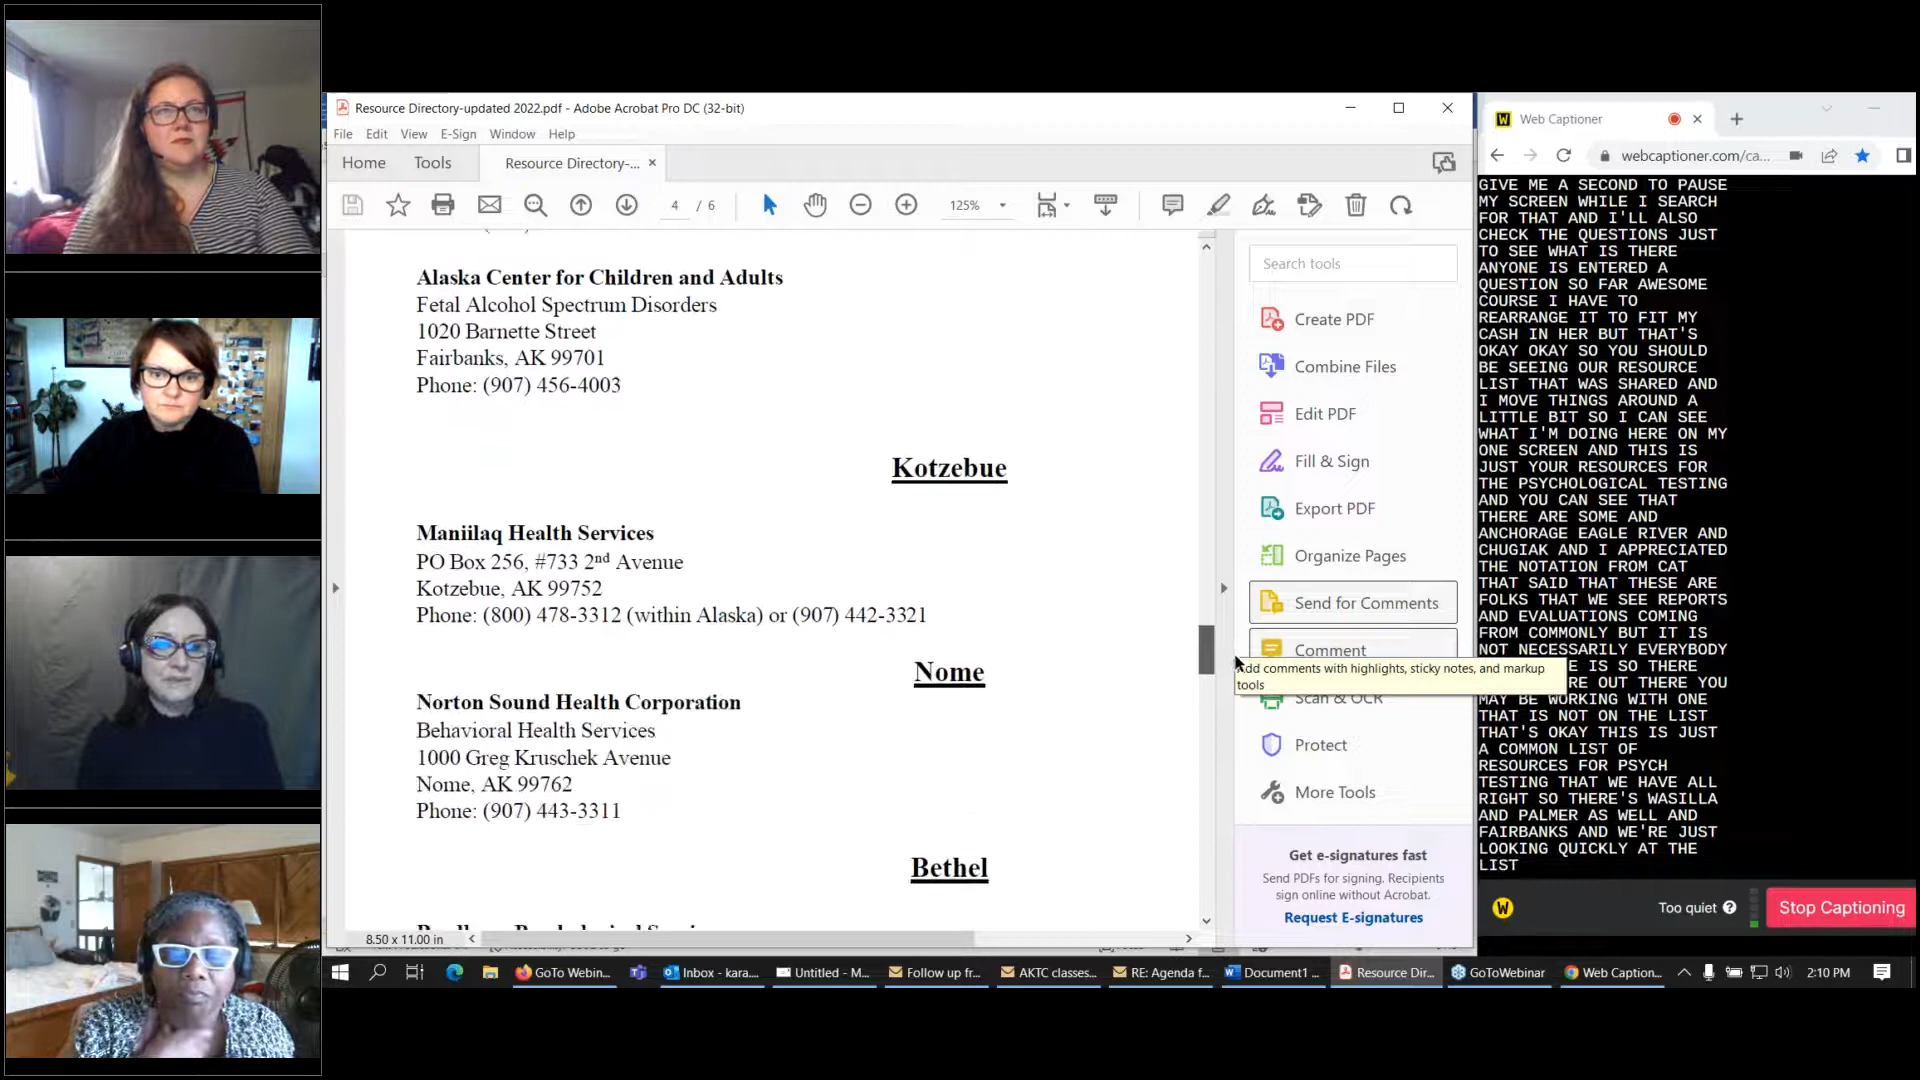 Resource Directory-updated 2022.pdf - Adobe Acrobat Pro DC (32-bit)
File Edit View E-Sign Window Help
Home Tools Resource Directory-...
4 / 6 125%
Alaska Center for Children and Adults
Fetal Alcohol Spectrum Disorders
1020 Barnette Street
Fairbanks, AK 99701
Phone: (907) 456-4003
Kotzebue
Maniilaq Health Services
PO Box 256, #733 2nd Avenue
Kotzebue, AK 99752
Phone: (800) 478-3312 (within Alaska) or (907) 442-3321
Nome
Norton Sound Health Corporation
Behavioral Health Services
1000 Greg Kruschek Avenue
Nome, AK 99762
Phone: (907) 443-3311
Bethel
8.50 x 11.00 in
Search tools
Create PDF
Combine Files
Edit PDF
Fill & Sign
Export PDF
Organize Pages
Send for Comments
Comment
Add comments with highlights, sticky notes, and markup
tools
Scan & OCR
Protect
More Tools
Get e-signatures fast
Send PDFs for signing. Recipients
sign online without Acrobat.
Request E-signatures
Web Captioner
webcaptioner.com/ca...
GIVE ME A SECOND TO PAUSE
MY SCREEN WHILE I SEARCH
FOR THAT AND I'LL ALSO
CHECK THE QUESTIONS JUST
TO SEE WHAT IS THERE
ANYONE IS ENTERED A
QUESTION SO FAR AWESOME
COURSE I HAVE TO
REARRANGE IT TO FIT MY
CASH IN HER BUT THAT'S
OKAY OKAY SO YOU SHOULD
BE SEEING OUR RESOURCE
LIST THAT WAS SHARED AND
I MOVE THINGS AROUND A
LITTLE BIT SO I CAN SEE
WHAT I'M DOING HERE ON MY
ONE SCREEN AND THIS IS
JUST YOUR RESOURCES FOR
THE PSYCHOLOGICAL TESTING
AND YOU CAN SEE THAT
THERE ARE SOME AND
ANCHORAGE EAGLE RIVER AND
CHUGIAK AND I APPRECIATED
THE NOTATION FROM CAT
THAT SAID THAT THESE ARE
FOLKS THAT WE SEE REPORTS
AND EVALUATIONS COMING
FROM COMMONLY BUT IT IS
NOT NECESSARILY EVERYBODY
E IS SO THERE
RE OUT THERE YOU
MAY BE WORKING WITH ONE
THAT IS NOT ON THE LIST
THAT'S OKAY THIS IS JUST
A COMMON LIST OF
RESOURCES FOR PSYCH
TESTING THAT WE HAVE ALL
RIGHT SO THERE'S WASILLA
AND PALMER AS WELL AND
FAIRBANKS AND WE'RE JUST
LOOKING QUICKLY AT THE
LIST
Too quiet
Stop Captioning
GoTo Webin... Inbox - kara.... Untitled - M... Follow up fr... AKTC classes... RE: Agenda f... Document1 ... Resource Dir... GoToWebinar Web Caption... 2:10 PM